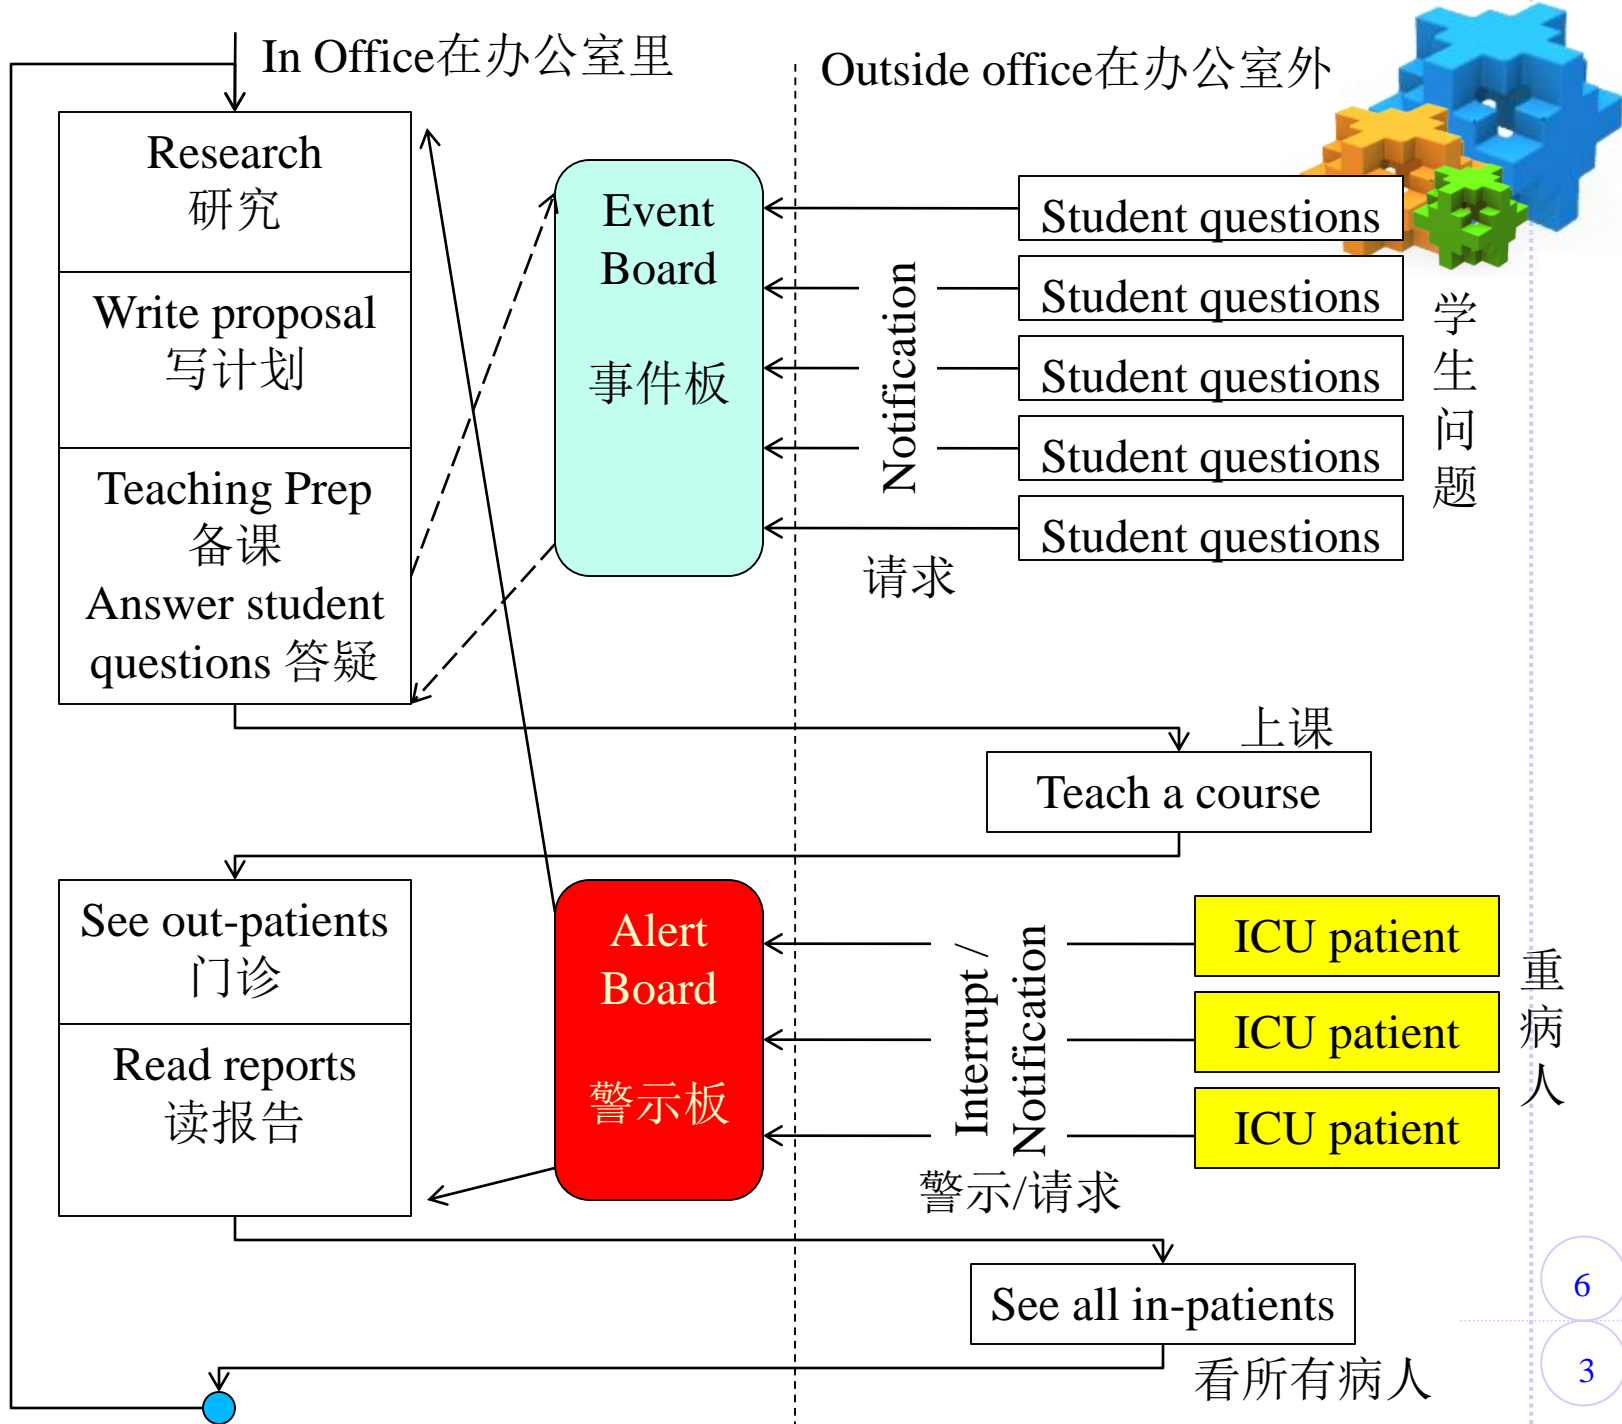 In Office在办公室里
Outside office在办公室外
Research
研究
Write proposal
写计划
Teaching Prep
备课
Answer student
questions 答疑
Event
Board
事件板
Notification
请求
Student questions
Student questions
Student questions
Student questions
Student questions
学生问题
上课
Teach a course
See out-patients
门诊
Read reports
读报告
Alert
Board
警示板
Interrupt /
Notification
警示/请求
ICU patient
ICU patient
ICU patient
重病人
See all in-patients
看所有病人
6
3